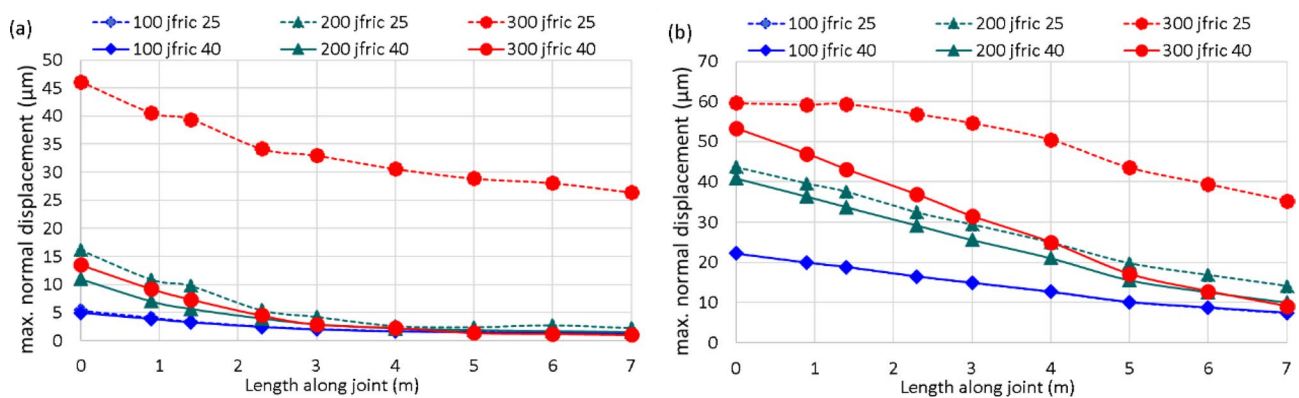 (a)
100 jfric 25 200 jfric 25 300 jfric 25
100 jfric 40 200 jfric 40 300 jfric 40
max. normal displacement (µm)
50
45
40
35
30
25
20
15
10
5
0
0 1 2 3 4 5 6 7
Length along joint (m)
(b)
100 jfric 25 200 jfric 25 300 jfric 25
100 jfric 40 200 jfric 40 300 jfric 40
max. normal displacement (µm)
70
60
50
40
30
20
10
0
0 1 2 3 4 5 6 7
Length along joint (m)